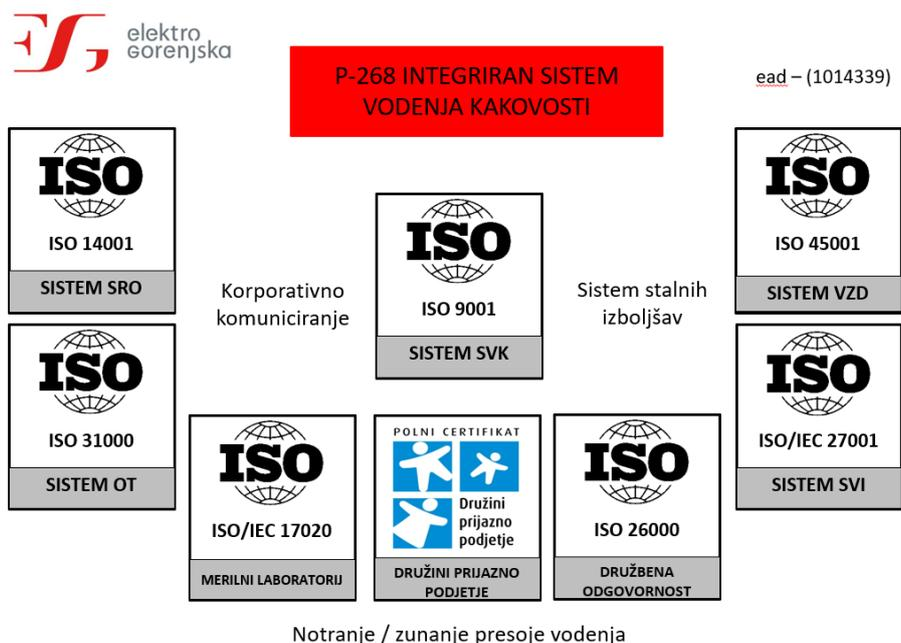 elektro
gorenjska
P-268 INTEGRIRAN SISTEM
VODENJA KAKOVOSTI
ead – (1014339)
ISO
ISO 14001
SISTEM SRO
ISO
ISO 45001
SISTEM VZD
ISO
ISO 9001
SISTEM SVK
Korporativno
komuniciranje
Sistem stalnih
izboljšav
ISO
ISO 31000
SISTEM OT
ISO
ISO/IEC 27001
SISTEM SVI
ISO
ISO/IEC 17020
MERILNI LABORATORIJ
POLNI CERTIFIKAT
Družini
prijazno
podjetje
DRUŽINI PRIJAZNO
PODJETJE
ISO
ISO 26000
DRUŽBENA
ODGOVORNOST
Notranje / zunanje presoje vodenja